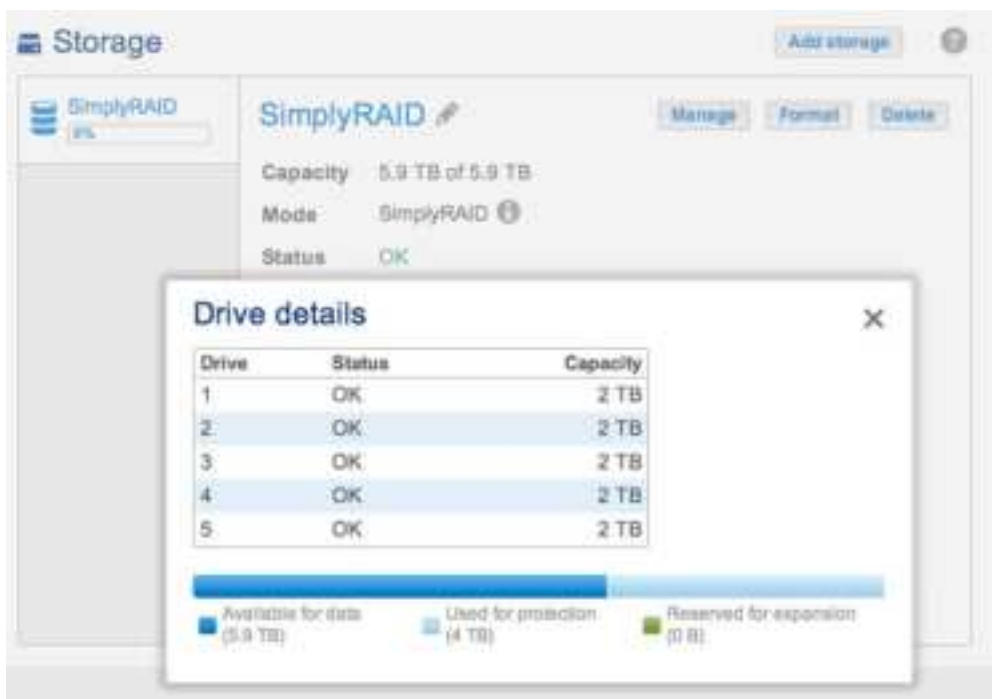 Storage
Add storage
SimplyRAID
0%
SimplyRAID
Manage Format Delete
Capacity 5.9 TB of 5.9 TB
Mode SimplyRAID
Status OK
Drive details
Drive Status Capacity
1 OK 2 TB
2 OK 2 TB
3 OK 2 TB
4 OK 2 TB
5 OK 2 TB
Available for data Used for protection Reserved for expansion
(5.9 TB) (4 TB) (0 B)